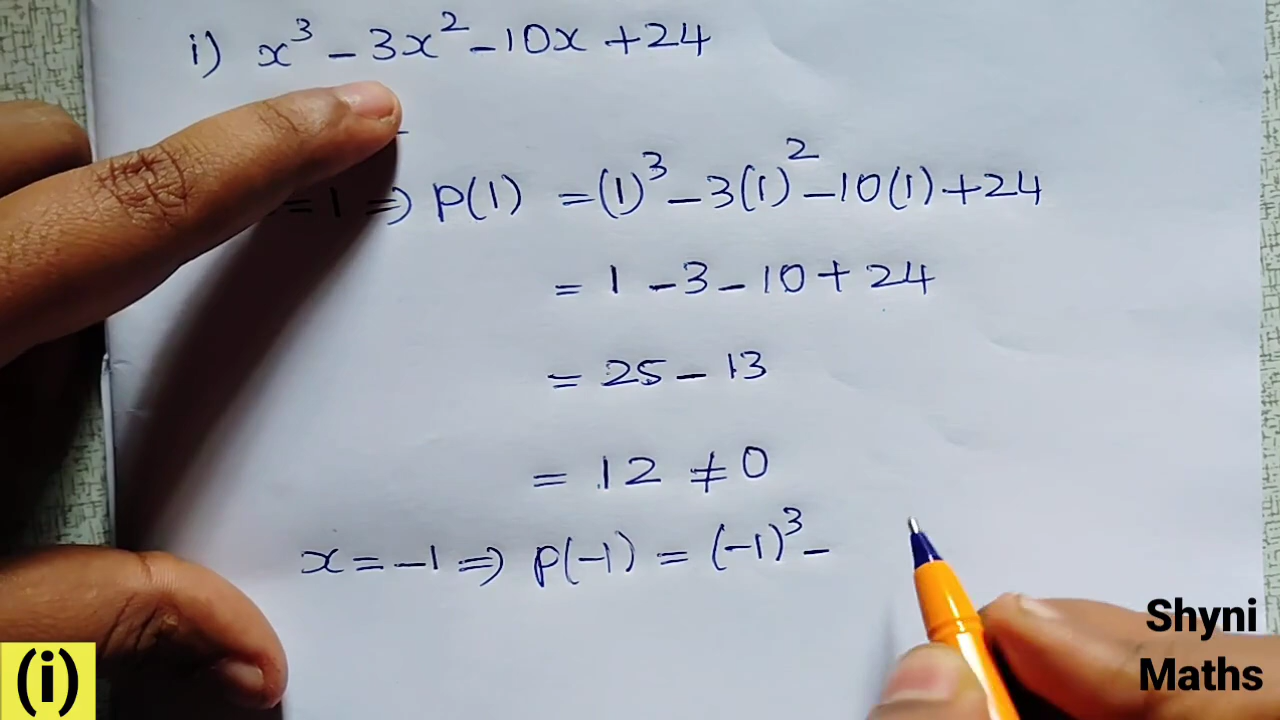 i) x³ - 3x² - 10x + 24
= 1 ⇒ P(1) = (1)³ - 3(1)² - 10(1) + 24
= 1 - 3 - 10 + 24
= 25 - 13
= 12 ≠ 0
x = -1 ⇒ P(-1) = (-1)³ -
(i)
Shyni
Maths